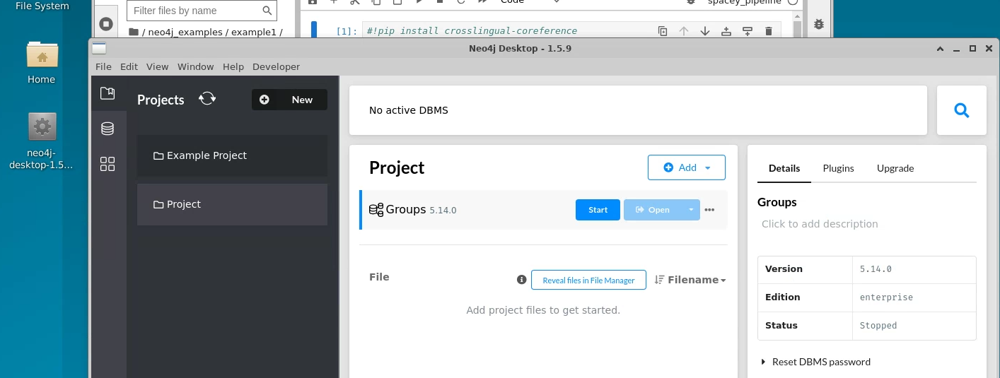 File System
Home
neo4j-
desktop-1.5...
Filter files by name
/ neo4j_examples / example1 /
Code
spacey_pipeline
[1]: #!pip install crosslingual-coreference
Neo4j Desktop - 1.5.9
File Edit View Window Help Developer
Projects
New
Example Project
Project
No active DBMS
Project
Add
Groups 5.14.0
Start
Open
File
Reveal files in File Manager
Filename
Add project files to get started.
Details Plugins Upgrade
Groups
Click to add description
Version 5.14.0
Edition enterprise
Status Stopped
Reset DBMS password